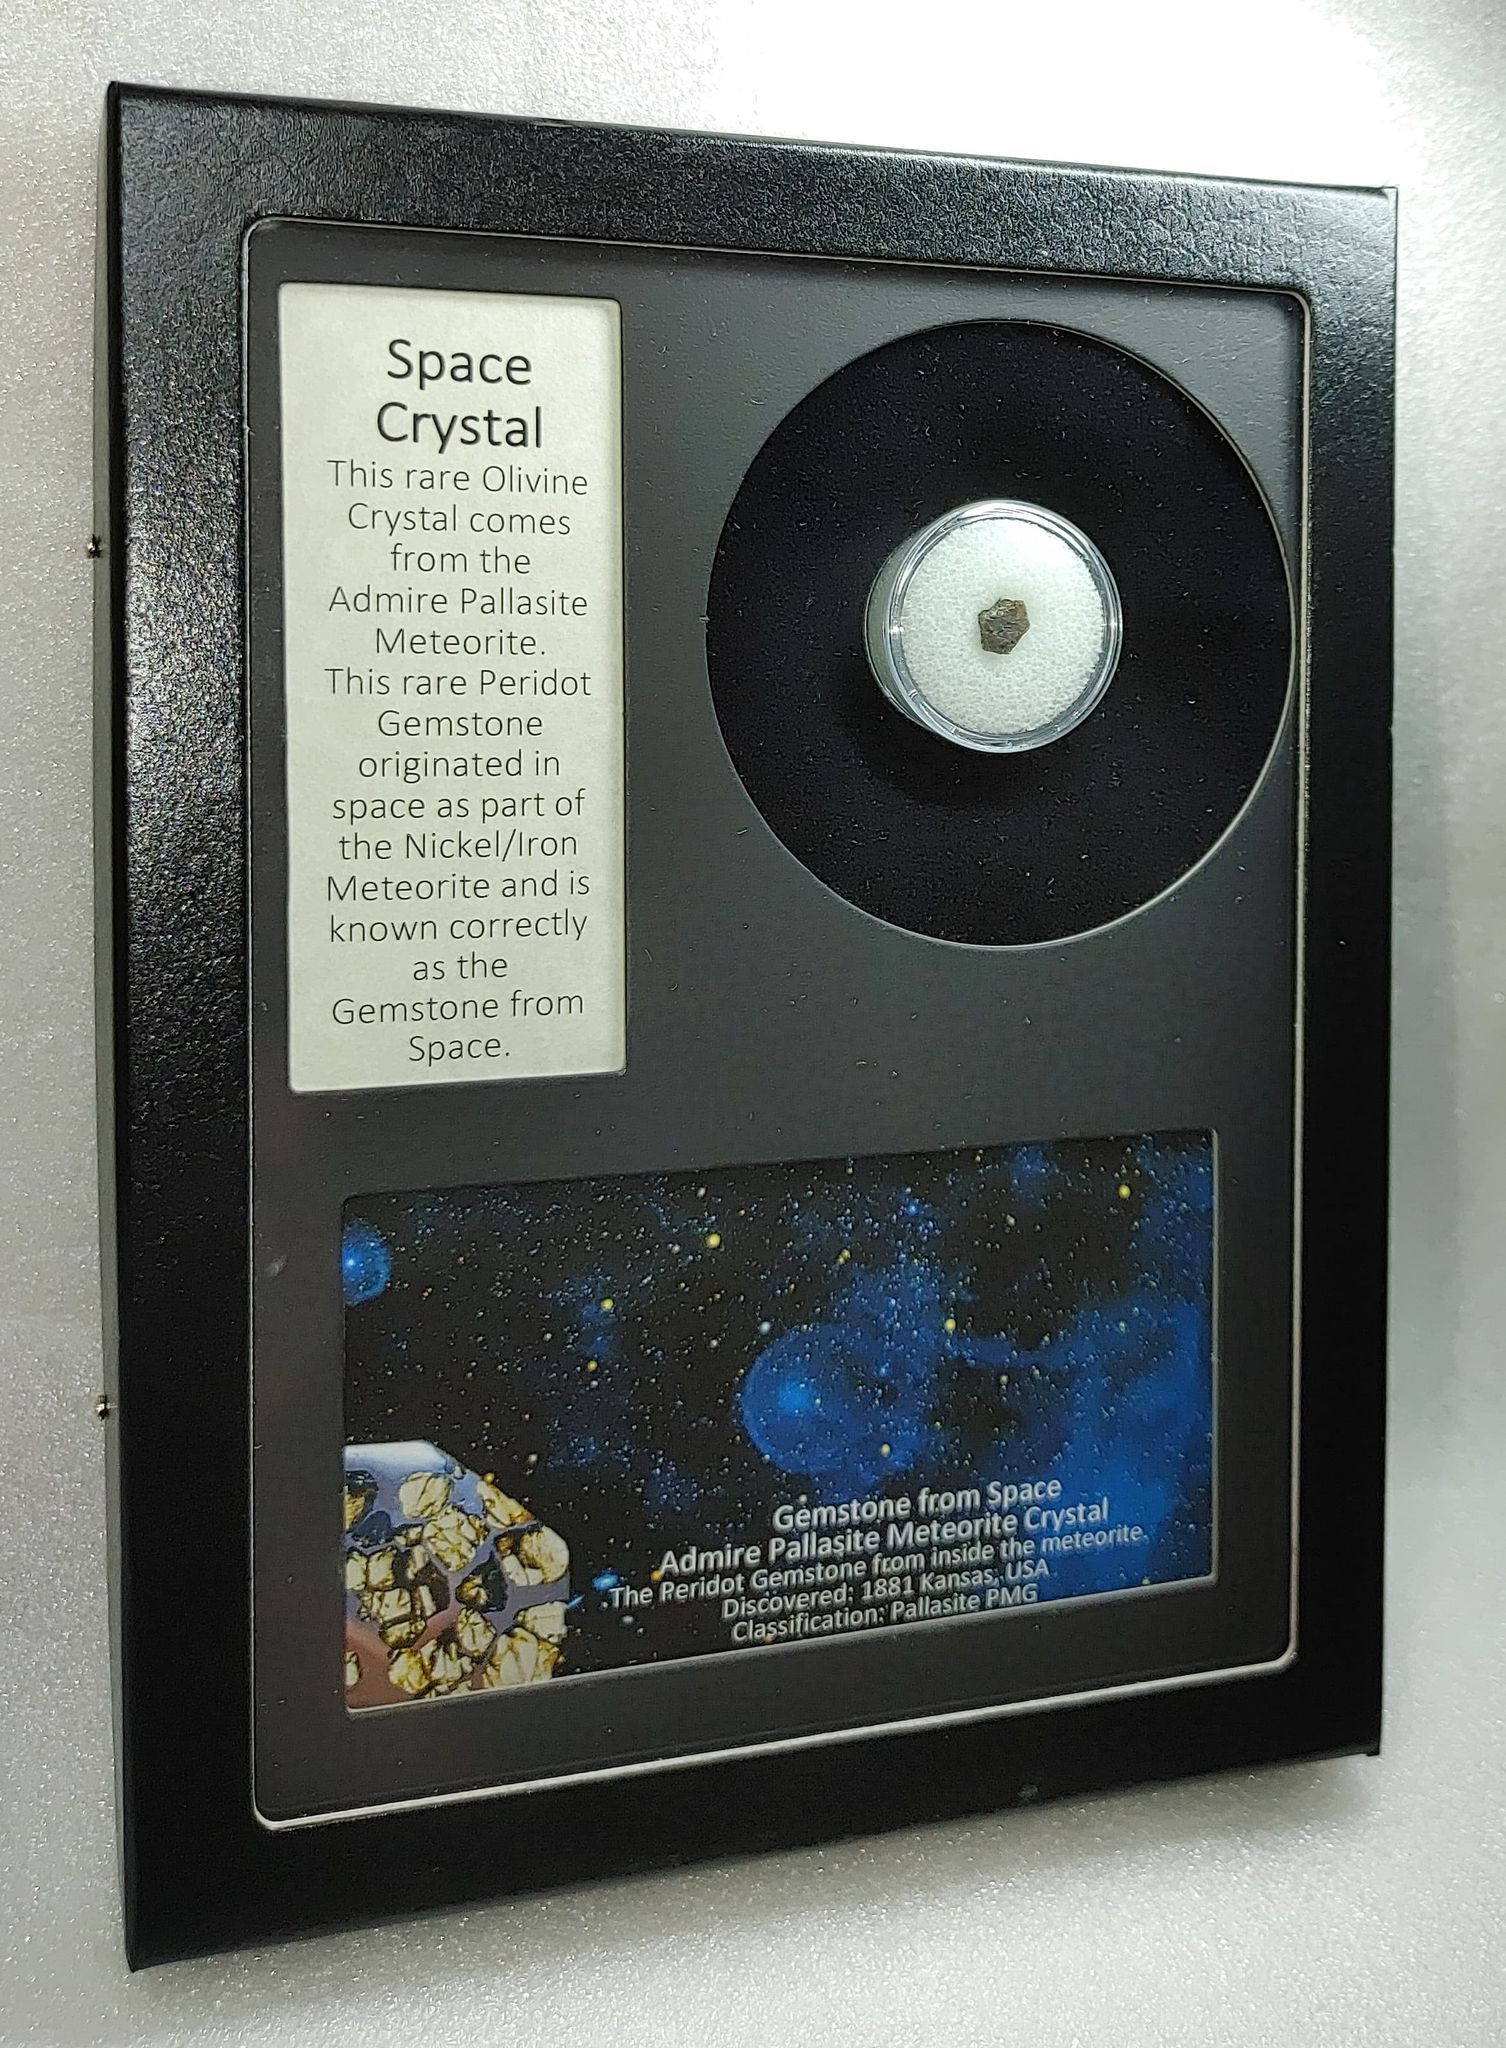 Space
Crystal
This rare Olivine
Crystal comes
from the
Admire Pallasite
Meteorite.
This rare Peridot
Gemstone
originated in
space as part of
the Nickel/Iron
Meteorite and is
known correctly
as the
Gemstone from
Space.
Gemstone from Space
Admire Pallasite Meteorite Crystal
The Peridot Gemstone from inside the meteorite.
Discovered: 1881 Kansas, USA
Classification: Pallasite PMG